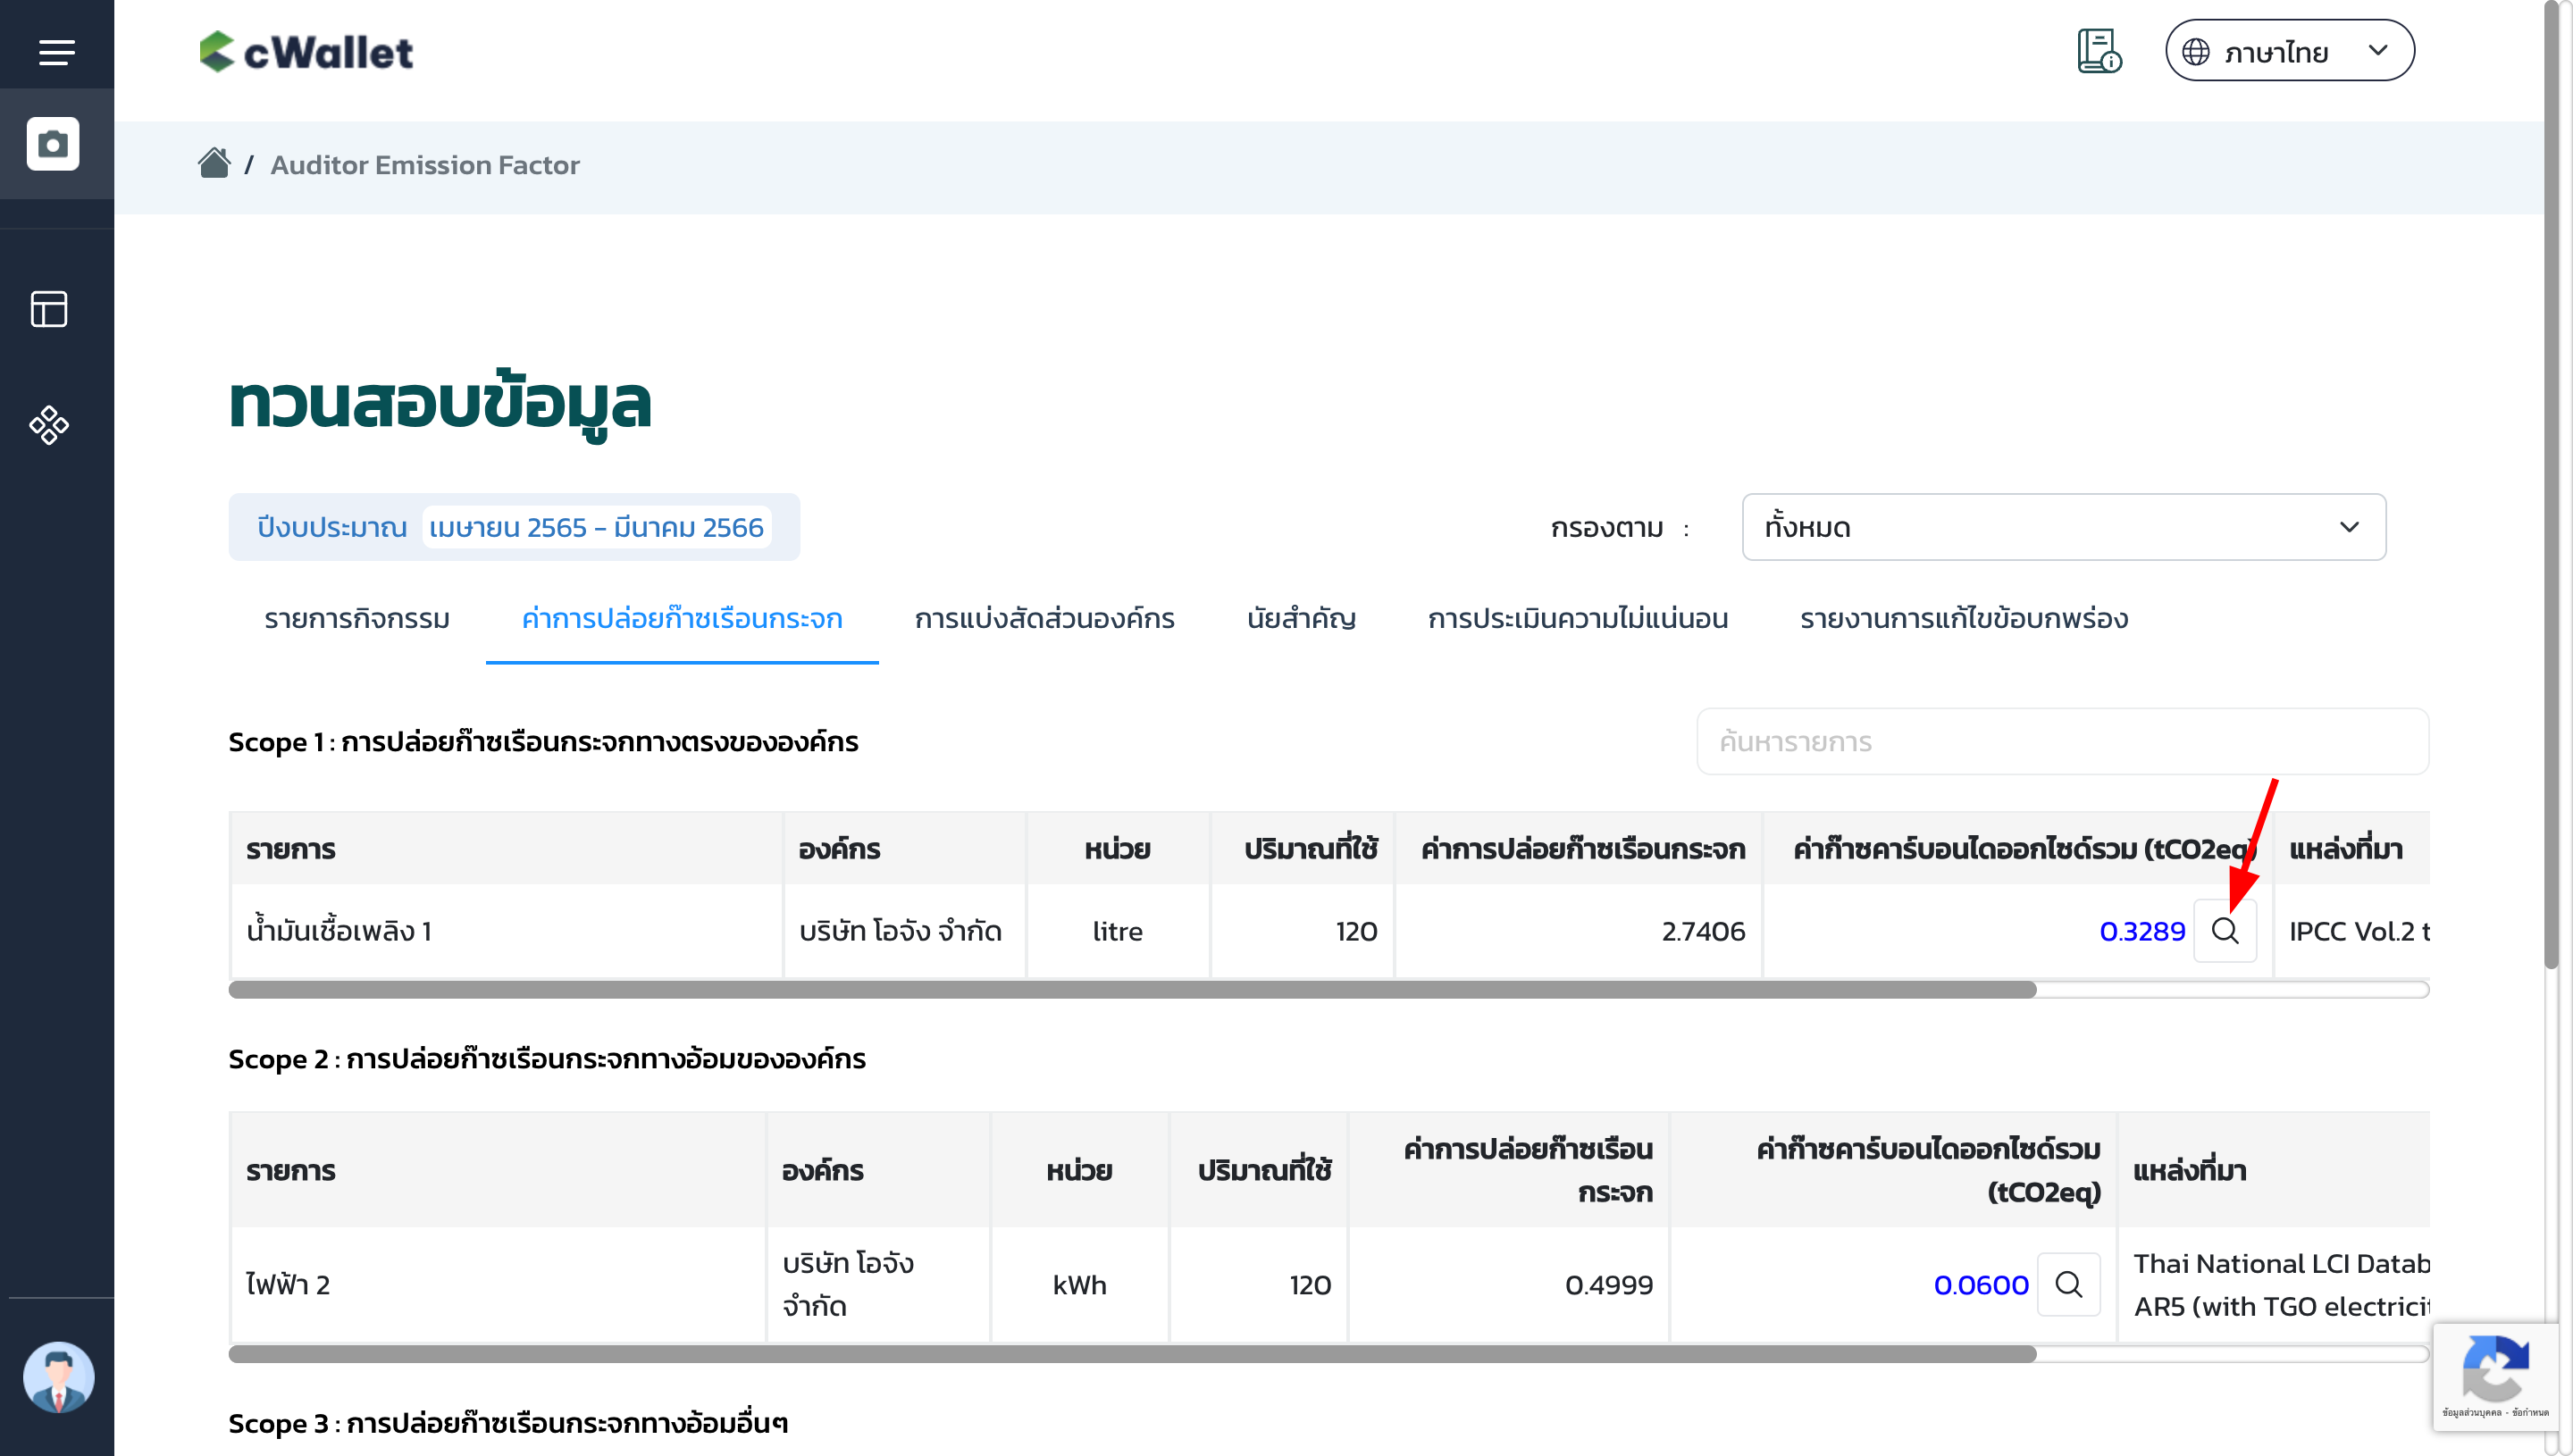 cWallet
ภาษาไทย
/ Auditor Emission Factor
ทวนสอบข้อมูล
ปีงบประมาณ เมษายน 2565 - มีนาคม 2566
กรองตาม : ทั้งหมด
รายการกิจกรรม ค่าการปล่อยก๊าซเรือนกระจก การแบ่งสัดส่วนองค์กร นัยสำคัญ การประเมินความไม่แน่นอน รายงานการแก้ไขข้อบกพร่อง
Scope 1 : การปล่อยก๊าซเรือนกระจกทางตรงขององค์กร
ค้นหารายการ
รายการ องค์กร หน่วย ปริมาณที่ใช้ ค่าการปล่อยก๊าซเรือนกระจก ค่าก๊าซคาร์บอนไดออกไซด์รวม (tCO2eq) แหล่งที่มา
น้ำมันเชื้อเพลิง 1 บริษัท โอจัง จำกัด litre 120 2.7406 0.3289 IPCC Vol.2 t
Scope 2 : การปล่อยก๊าซเรือนกระจกทางอ้อมขององค์กร
รายการ องค์กร หน่วย ปริมาณที่ใช้ ค่าการปล่อยก๊าซเรือน
กระจก ค่าก๊าซคาร์บอนไดออกไซด์รวม
(tCO2eq) แหล่งที่มา
ไฟฟ้า 2 บริษัท โอจัง
จำกัด kWh 120 0.4999 0.0600 Thai National LCI Datab
AR5 (with TGO electricit
Scope 3 : การปล่อยก๊าซเรือนกระจกทางอ้อมอื่นๆ
ข้อมูลส่วนบุคคล - ข้อกำหนด